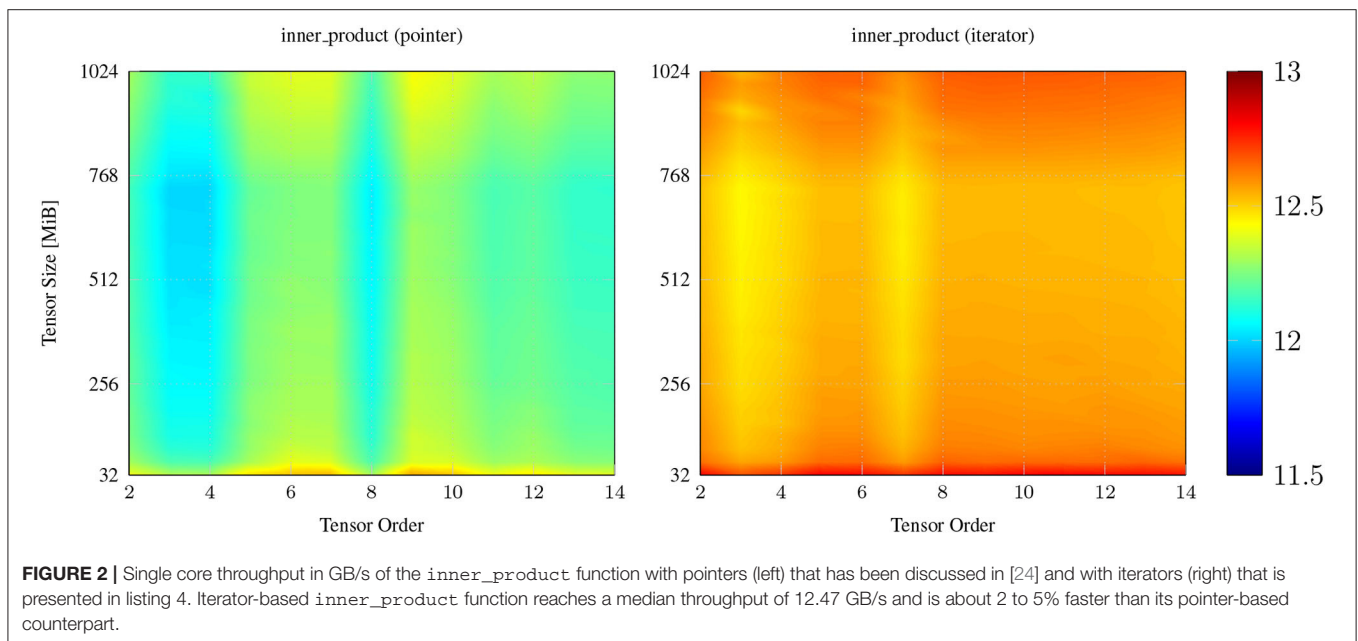 inner_product (pointer)
1024
768
512
256
32
Tensor Size [MiB]
2 4 6 8 10 12 14
Tensor Order
inner_product (iterator)
1024
768
512
256
32
2 4 6 8 10 12 14
Tensor Order
13
12.5
12
11.5
FIGURE 2 | Single core throughput in GB/s of the inner_product function with pointers (left) that has been discussed in [24] and with iterators (right) that is
presented in listing 4. Iterator-based inner_product function reaches a median throughput of 12.47 GB/s and is about 2 to 5% faster than its pointer-based
counterpart.